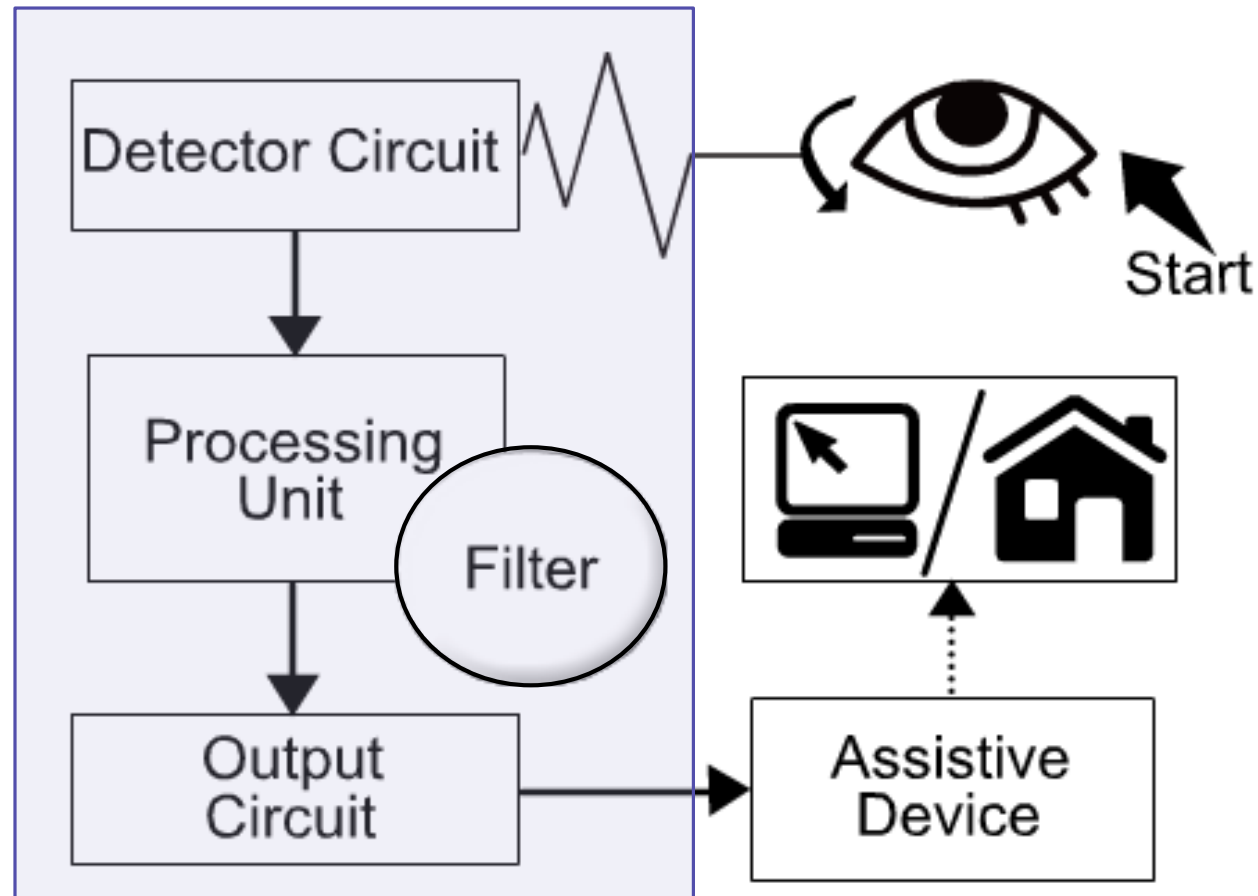 Detector Circuit
Start
Processing
Unit
Filter
Output
Circuit
Assistive
Device